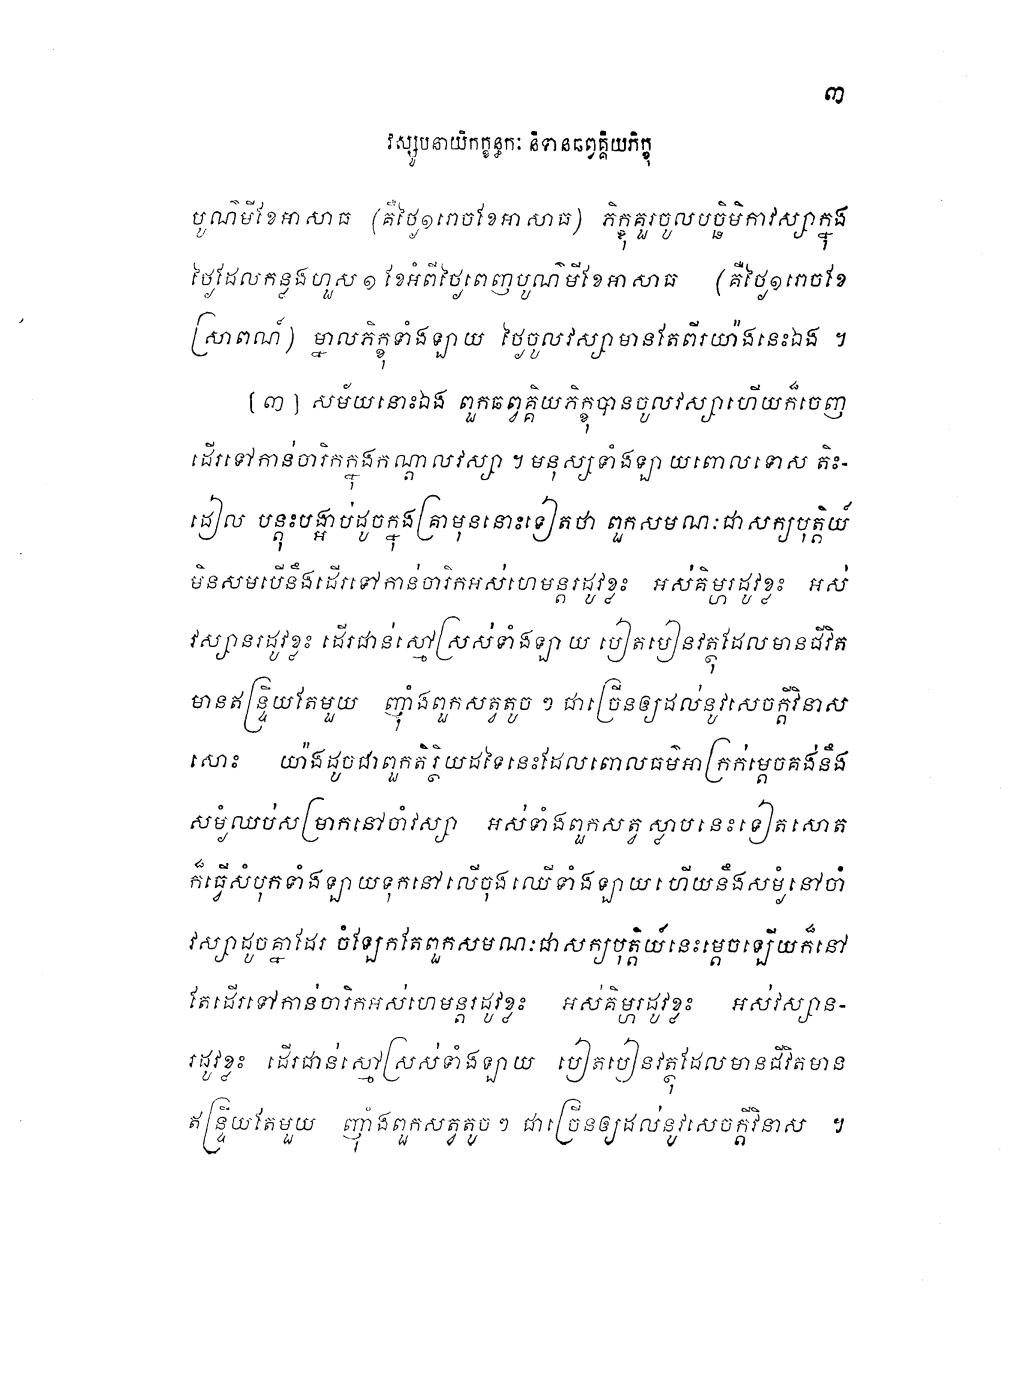 ៣
វស្សូបនាយិកក្ខន្ធកៈ និទានឆព្វគ្គិយភិក្ខុ
បូណ៌មីខែអាសាធ (គឺថ្ងៃ១រោចខែអាសាធ) ភិក្ខុគួរចូលបច្ឆិមិកាវស្សាក្នុង
ថ្ងៃដែលកន្លងហួស ១ ខែអំពីថ្ងៃពេញបូណ៌មីខែអាសាធ (គឺថ្ងៃ១រោចខែ
ស្រាពណ៍) ម្នាលភិក្ខុទាំងឡាយ ថ្ងៃចូលវស្សាមានតែពីរយ៉ាងនេះឯង ។
[ ៣ ] សម័យនោះឯង ពួកឆព្វគ្គិយភិក្ខុបានចូលវស្សាហើយក៏ចេញ
ដើរទៅកាន់ចារិកក្នុងកណ្តាលវស្សា ។ មនុស្សទាំងឡាយពោលទោស តិះ-
ដៀល បន្តុះបង្អាប់ដូចក្នុងគ្រាមុននោះទៀតថា ពួកសមណៈជាសក្យបុត្តិយ៍
មិនសមបើនឹងដើរទៅកាន់ចារិកអស់ហេមន្តរដូវខ្លះ អស់គិម្ហរដូវខ្លះ អស់
វស្សានរដូវខ្លះ ដើរជាន់ស្មៅស្រស់ទាំងឡាយ បៀតបៀនវត្ថុដែលមានជីវិត
មានឥន្ទ្រិយតែមួយ ញុំាងពួកសត្វតូច ៗ ជាច្រើនឲ្យដល់នូវសេចក្តីវិនាស
សោះ យ៉ាងដូចជាពួកតិរ្ថិយដទៃនេះដែលពោលធម៌អាក្រក់ម្តេចគង់នឹង
សម្ងំឈប់សម្រាកនៅចាំវស្សា អស់ទាំងពួកសត្វស្លាបនេះទៀតសោត
ក៏ធ្វើសំបុកទាំងឡាយទុកនៅលើចុងឈើទាំងឡាយ ហើយនឹងសម្ងំនៅចាំ
វស្សាដូចគ្នាដែរ ចំឡែកតែពួកសមណៈជាសក្យបុត្តិយ៍នេះម្តេចឡើយក៏នៅ
តែដើរទៅកាន់ចារិកអស់ហេមន្តរដូវខ្លះ អស់គិម្ហរដូវខ្លះ អស់វស្សាន-
រដូវខ្លះ ដើរជាន់ស្មៅស្រស់ទាំងឡាយ បៀតបៀនវត្ថុដែលមានជីវិតមាន
ឥន្ទ្រិយតែមួយ ញុំាងពួកសត្វតូច ៗ ជាច្រើនឲ្យដល់នូវសេចក្តីវិនាស ។